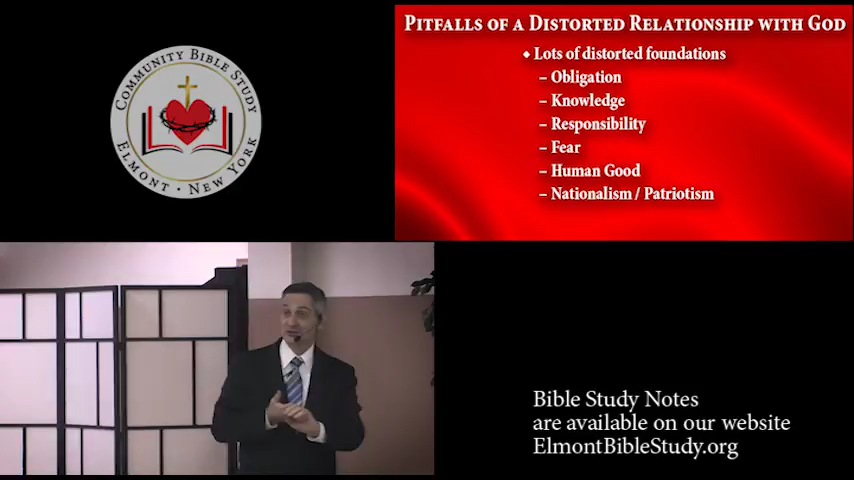 COMMUNITY BIBLE STUDY
ELMONT • NEW YORK
PITFALLS OF A DISTORTED RELATIONSHIP WITH GOD
♦ Lots of distorted foundations
– Obligation
– Knowledge
– Responsibility
– Fear
– Human Good
– Nationalism / Patriotism
Bible Study Notes
are available on our website
ElmontBibleStudy.org